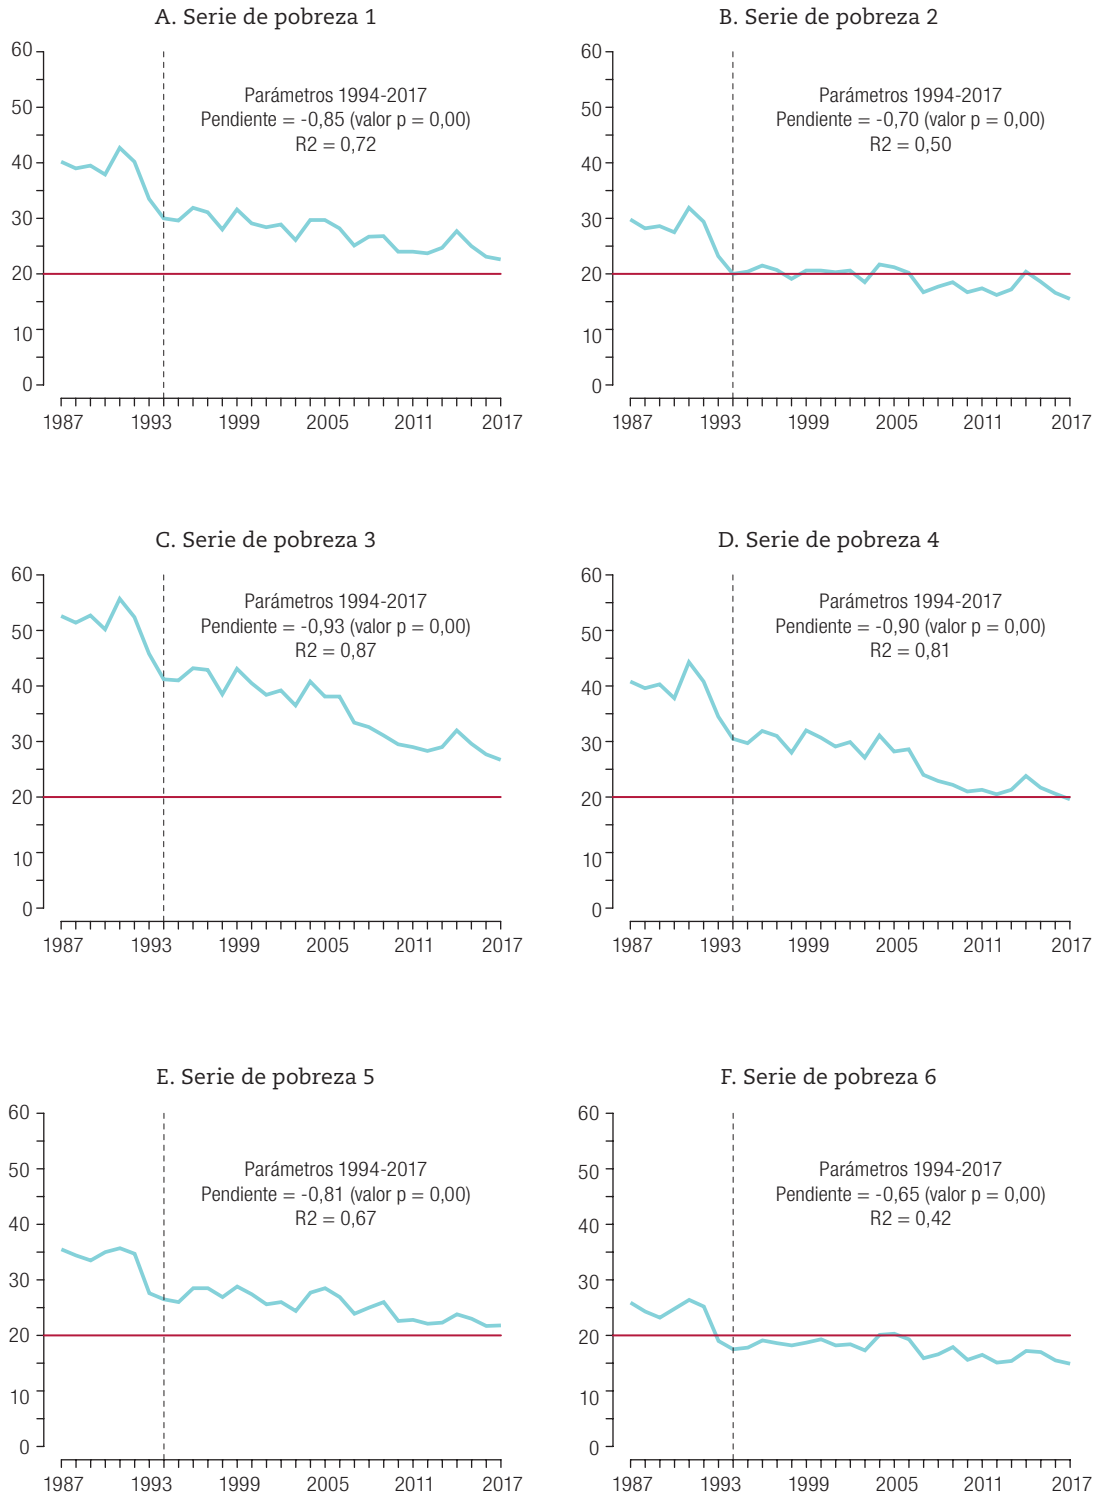 A. Serie de pobreza 1
60
50
40
30
20
10
0
Parámetros 1994-2017
Pendiente = -0,85 (valor p = 0,00)
R2 = 0,72
1987 1993 1999 2005 2011 2017
B. Serie de pobreza 2
60
50
40
30
20
10
0
Parámetros 1994-2017
Pendiente = -0,70 (valor p = 0,00)
R2 = 0,50
1987 1993 1999 2005 2011 2017
C. Serie de pobreza 3
60
50
40
30
20
10
0
Parámetros 1994-2017
Pendiente = -0,93 (valor p = 0,00)
R2 = 0,87
1987 1993 1999 2005 2011 2017
D. Serie de pobreza 4
60
50
40
30
20
10
0
Parámetros 1994-2017
Pendiente = -0,90 (valor p = 0,00)
R2 = 0,81
1987 1993 1999 2005 2011 2017
E. Serie de pobreza 5
60
50
40
30
20
10
0
Parámetros 1994-2017
Pendiente = -0,81 (valor p = 0,00)
R2 = 0,67
1987 1993 1999 2005 2011 2017
F. Serie de pobreza 6
60
50
40
30
20
10
0
Parámetros 1994-2017
Pendiente = -0,65 (valor p = 0,00)
R2 = 0,42
1987 1993 1999 2005 2011 2017